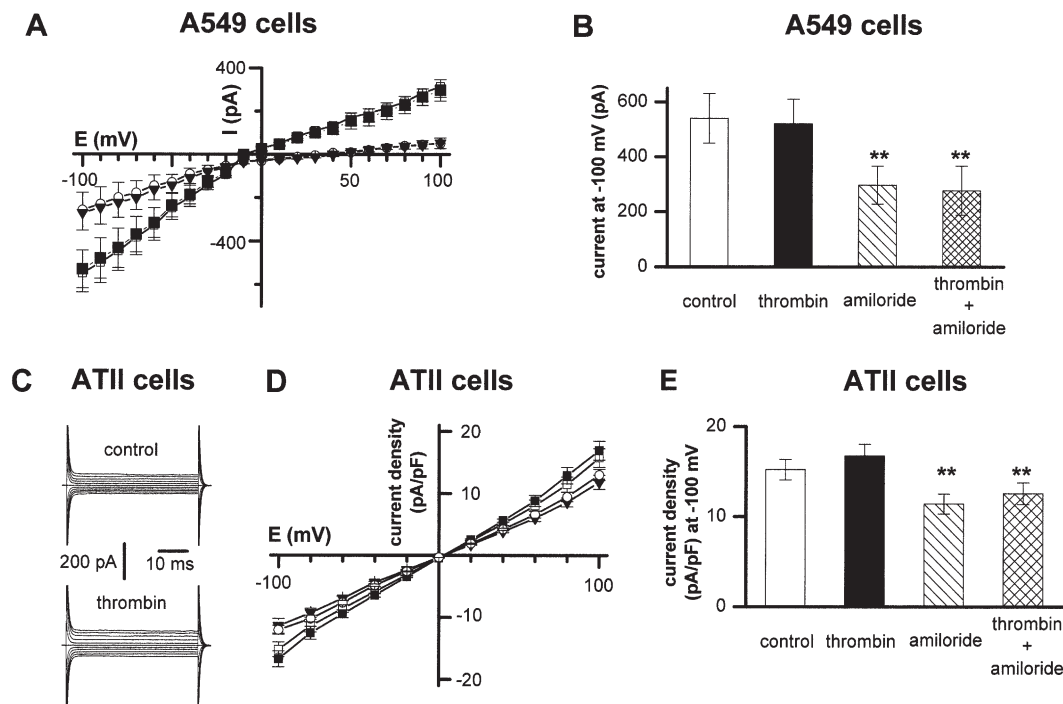 A
A549 cells
400
I (pA)
E (mV)
-100
50
100
-400
B
A549 cells
current at -100 mV (pA)
600
400
200
0
**
**
control
thrombin
amiloride
thrombin
+
amiloride
C
ATII cells
control
200 pA
10 ms
thrombin
D
ATII cells
current density
(pA/pF)
20
10
E (mV)
-100
100
-10
-20
E
ATII cells
current density
(pA/pF) at -100 mV
20
10
0
**
**
control
thrombin
amiloride
thrombin
+
amiloride